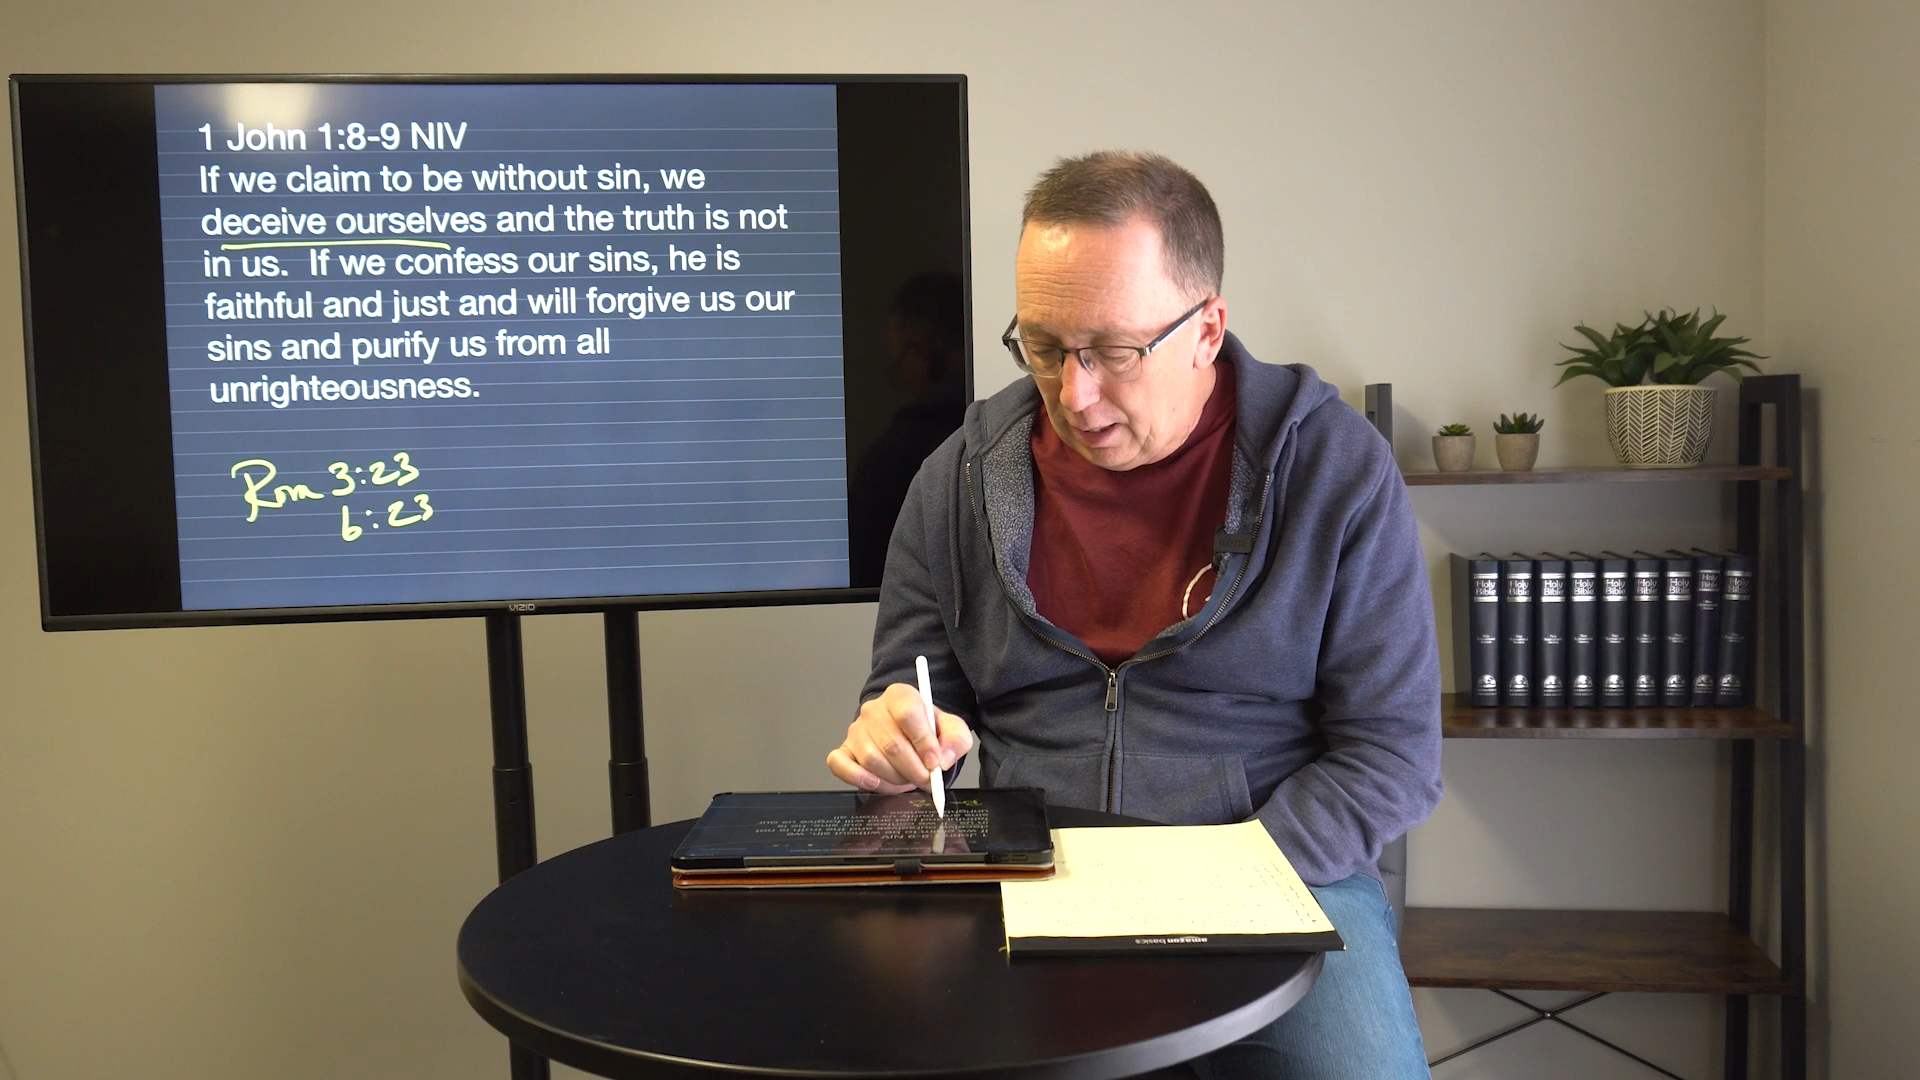 1 John 1:8-9 NIV
If we claim to be without sin, we
deceive ourselves and the truth is not
in us. If we confess our sins, he is
faithful and just and will forgive us our
sins and purify us from all
unrighteousness.
Rom 3:23
6:23
VIZIO
amazon basics
Holy Bible
Holy Bible
Holy Bible
Holy Bible
Holy Bible
Holy Bible
Holy Bible
Holy Bible
Holy Bible